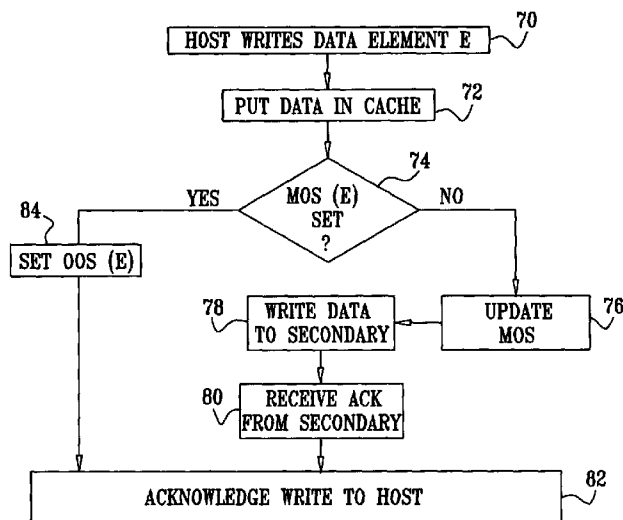 HOST WRITES DATA ELEMENT E
70
PUT DATA IN CACHE
72
74
MOS (E)
SET
?
YES
NO
84
SET OOS (E)
78
WRITE DATA
TO SECONDARY
UPDATE
MOS
76
80
RECEIVE ACK
FROM SECONDARY
ACKNOWLEDGE WRITE TO HOST
82